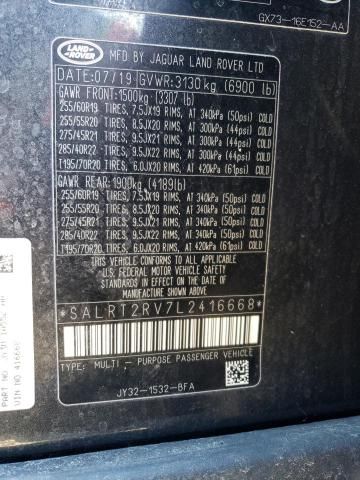 GX73-16E152-AA
LAND-ROVER
MFD BY JAGUAR LAND ROVER LTD
DATE:07/19 GVWR:3130kg (6900 lb)
GAWR FRONT:1500kg (3307 lb)
255/60R19 TIRES, 7.5JX19 RIMS, AT 340kPa (50psi) COLD
255/55R20 TIRES, 8.5JX20 RIMS, AT 300kPa (44psi) COLD
275/45R21 TIRES, 9.5JX21 RIMS, AT 300kPa (44psi) COLD
285/40R22 TIRES, 9.5JX22 RIMS, AT 300kPa (44psi) COLD
T195/70R20 TIRES, 6.0JX20 RIMS, AT 420kPa (61psi) COLD
GAWR REAR: 1900kg (4189lb)
255/60R19 TIRES, 7.5JX19 RIMS, AT 340kPa (50psi) COLD
255/55R20 TIRES, 8.5JX20 RIMS, AT 340kPa (50psi) COLD
275/45R21 TIRES, 9.5JX21 RIMS, AT 340kPa (50psi) COLD
285/40R22 TIRES, 9.5JX22 RIMS, AT 340kPa (50psi) COLD
T195/70R20 TIRES, 6.0JX20 RIMS, AT 420kPa (61psi) COLD
THIS VEHICLE CONFORMS TO ALL APPLICABLE
FEDERAL MOTOR VEHICLE SAFETY STANDARDS
IN EFFECT ON THE DATE OF
MANUFACTURE SHOWN ABOVE
*SALRT2RV7L2416668*
TYPE: MULTI - PURPOSE PASSENGER VEHICLE
JY32-1532-BFA
PART NO.
VIN NO 416668